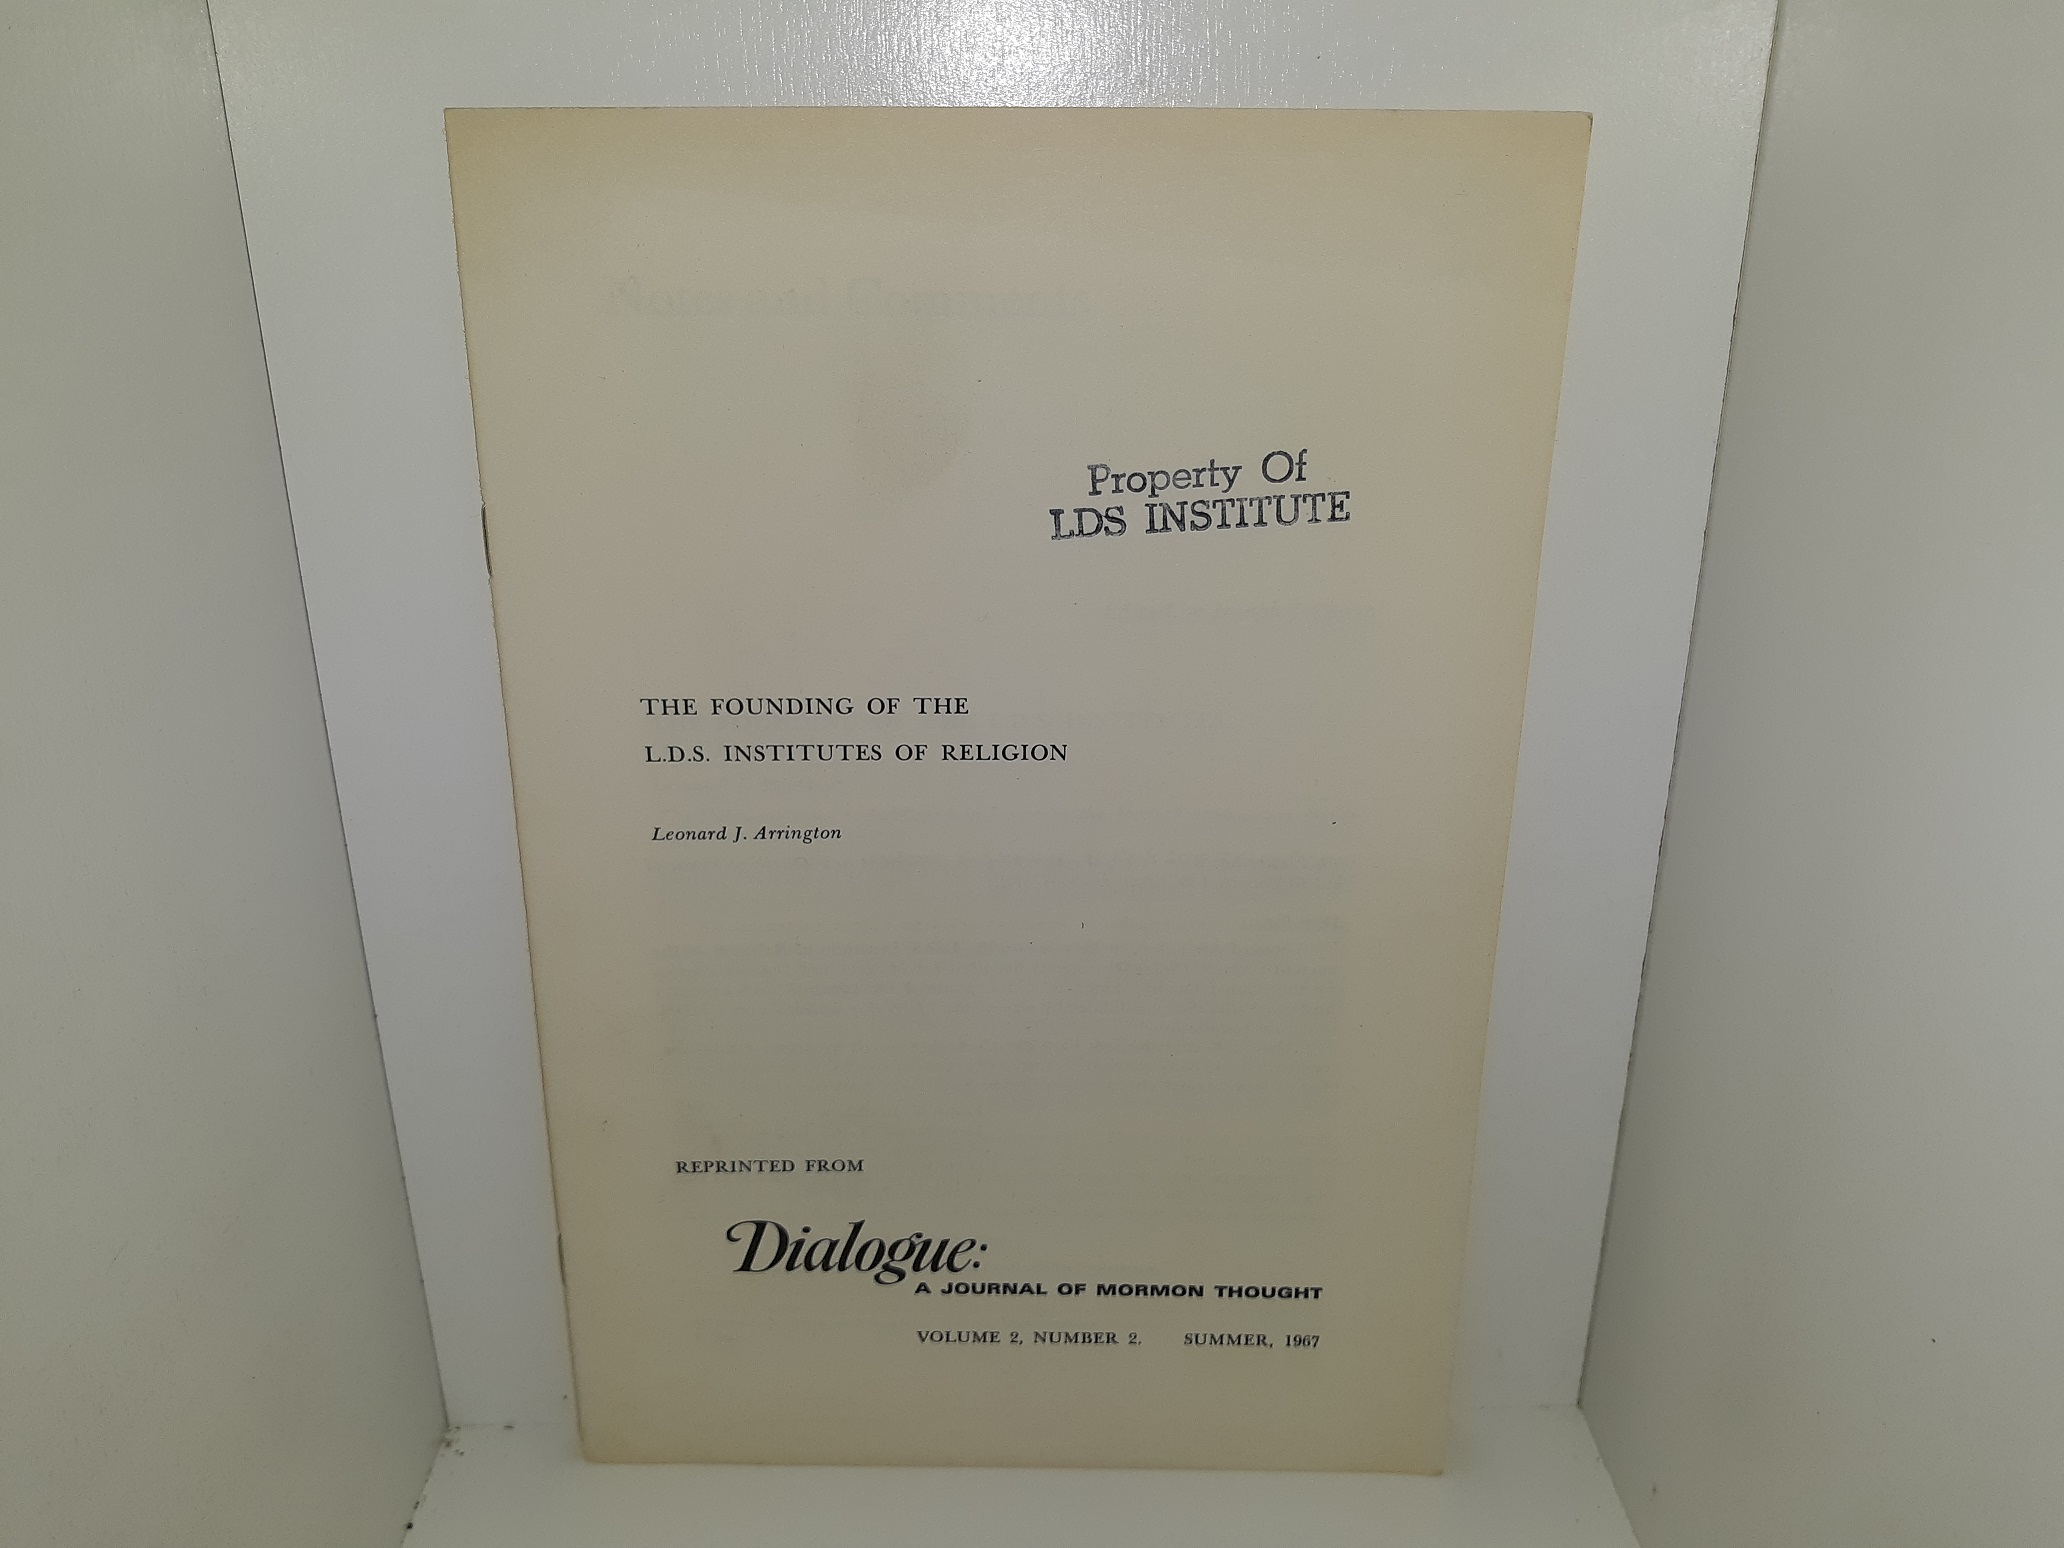 Property Of
LDS INSTITUTE
THE FOUNDING OF THE
L.D.S. INSTITUTES OF RELIGION
Leonard J. Arrington
REPRINTED FROM
Dialogue:
A JOURNAL OF MORMON THOUGHT
VOLUME 2, NUMBER 2. SUMMER, 1967